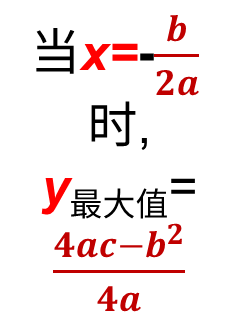 当x=-b/2a
时,
y最大值=
(4ac−b²)/4a